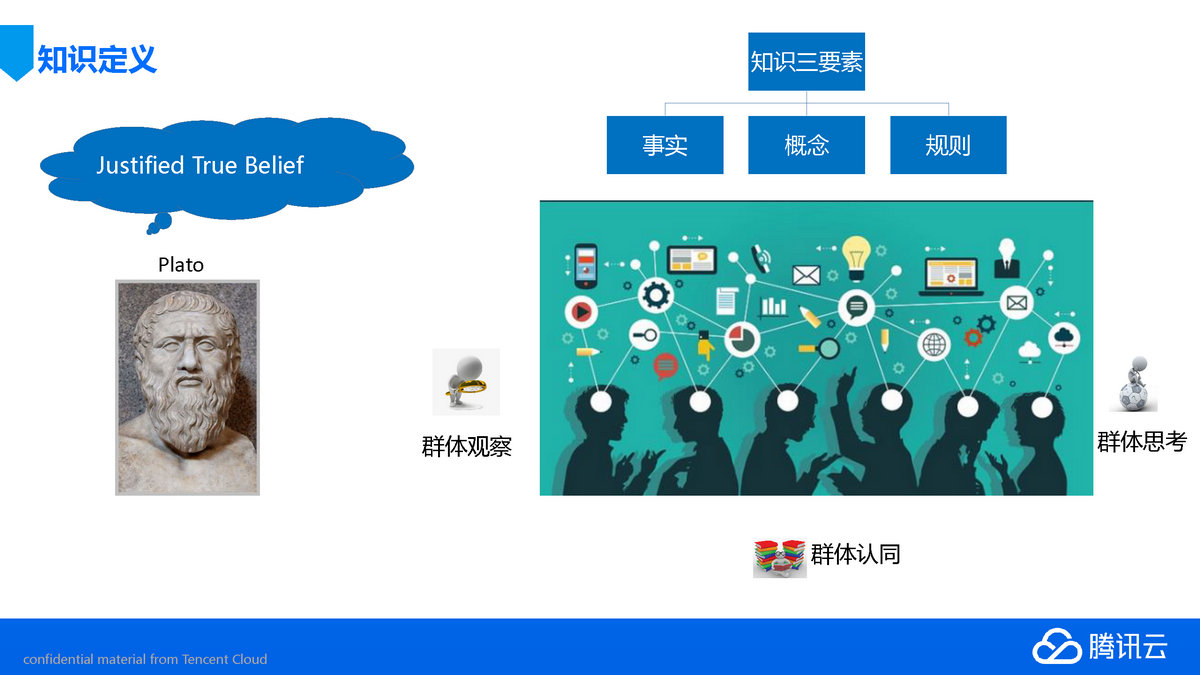 知识定义
知识三要素
事实
概念
规则
Justified True Belief
Plato
群体观察
群体思考
群体认同
confidential material from Tencent Cloud
腾讯云